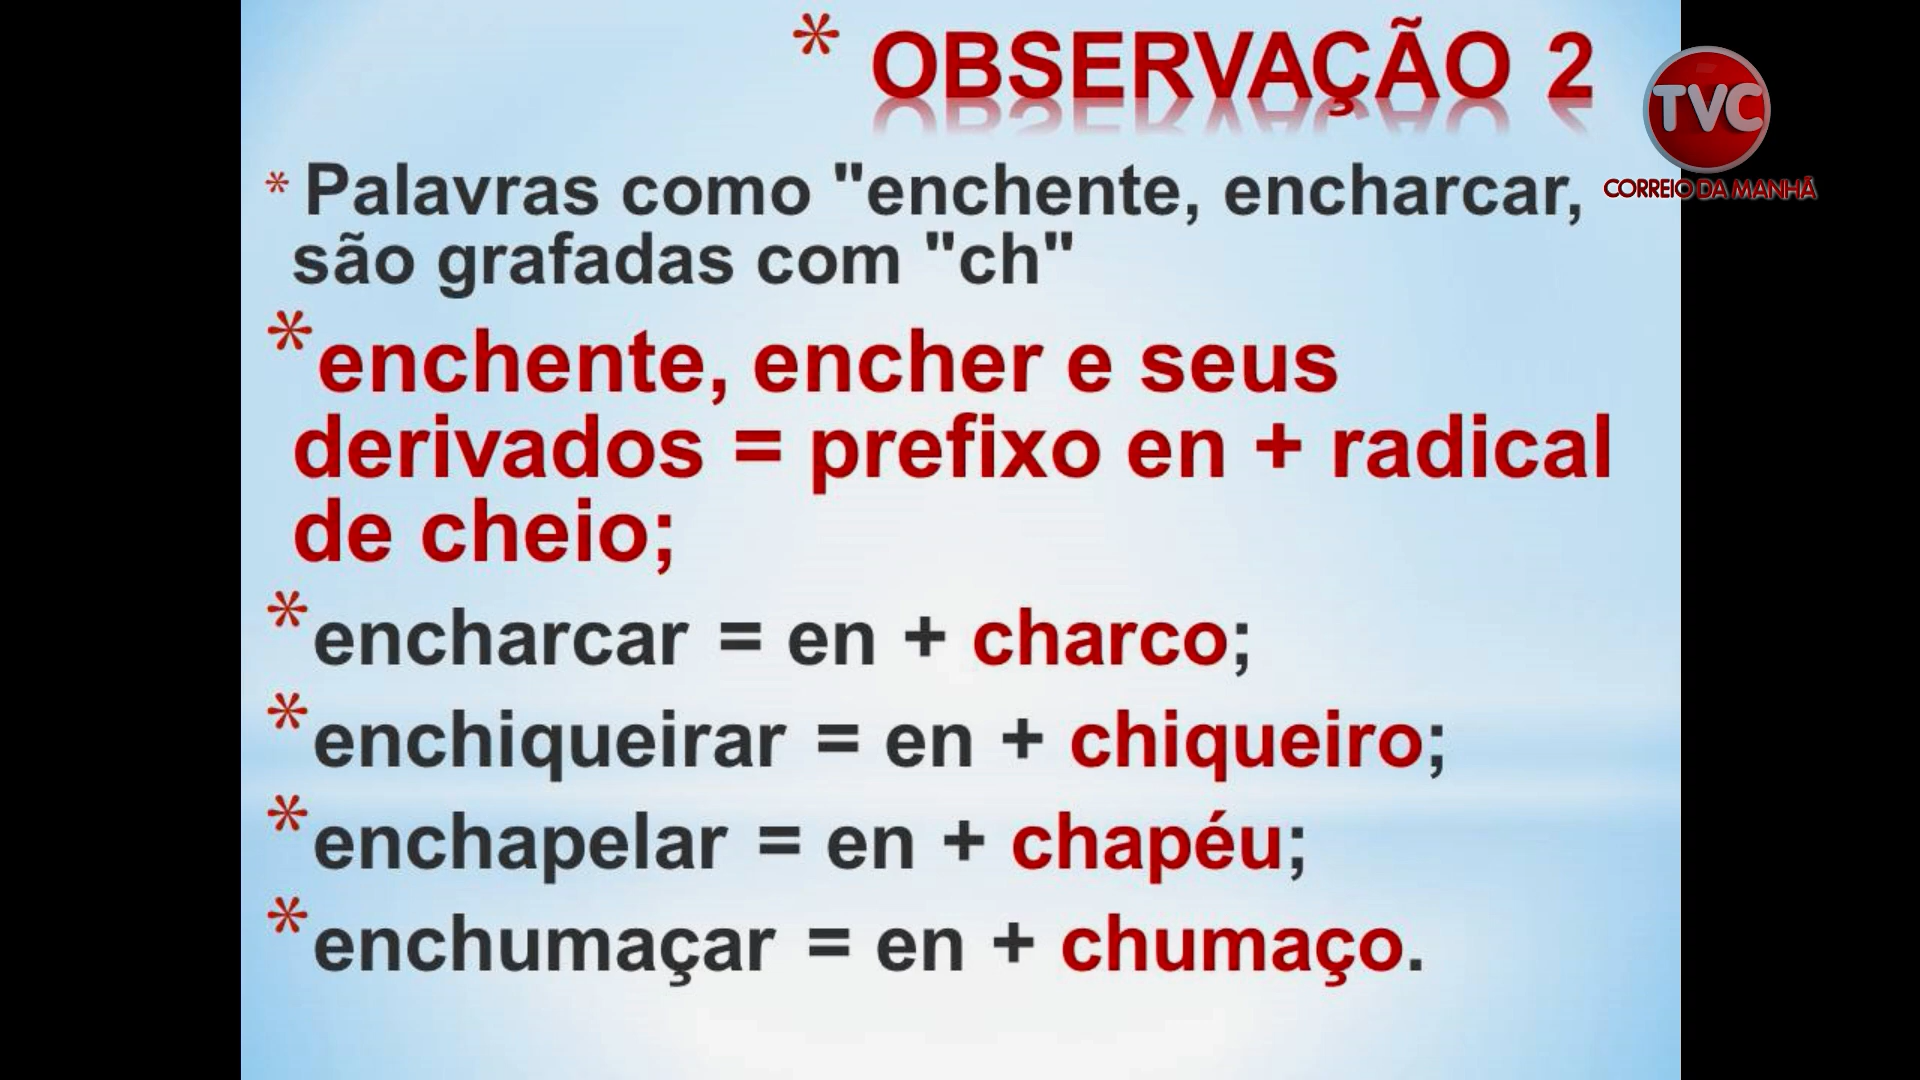 * OBSERVAÇÃO 2
TVC
CORREIO DA MANHÃ
* Palavras como "enchente, encharcar,
são grafadas com "ch"
*enchente, encher e seus
derivados = prefixo en + radical
de cheio;
*encharcar = en + charco;
*enchiqueirar = en + chiqueiro;
*enchapelar = en + chapéu;
*enchumaçar = en + chumaço.